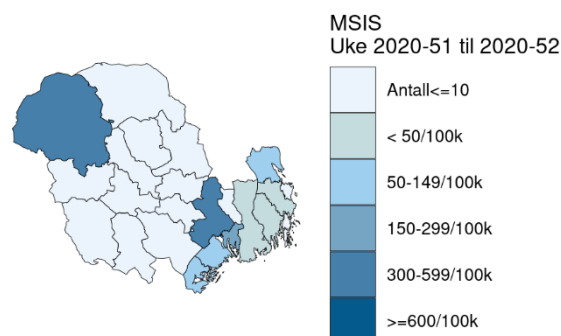 MSIS
Uke 2020-51 til 2020-52
Antall<=10
< 50/100k
50-149/100k
150-299/100k
300-599/100k
>=600/100k